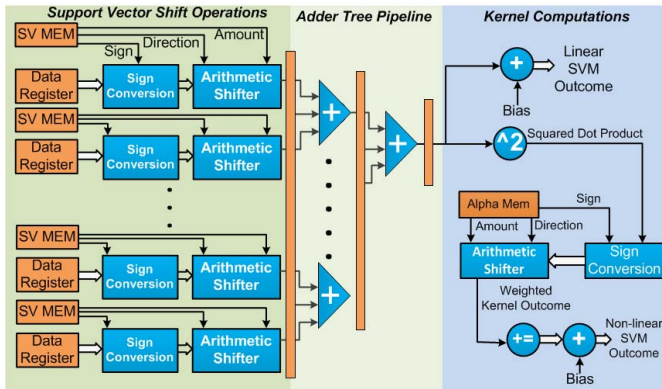 Support Vector Shift Operations
Adder Tree Pipeline
Kernel Computations
SV MEM
Sign
Direction
Amount
Data
Register
Sign
Conversion
Arithmetic
Shifter
SV MEM
Data
Register
Sign
Conversion
Arithmetic
Shifter
SV MEM
Data
Register
Sign
Conversion
Arithmetic
Shifter
SV MEM
Data
Register
Sign
Conversion
Arithmetic
Shifter
+
+
+
+
Linear
SVM
Outcome
Bias
^2
Squared Dot Product
Alpha Mem
Sign
Amount
Direction
Arithmetic
Shifter
Sign
Conversion
Weighted
Kernel Outcome
+=
+
Non-linear
SVM
Outcome
Bias